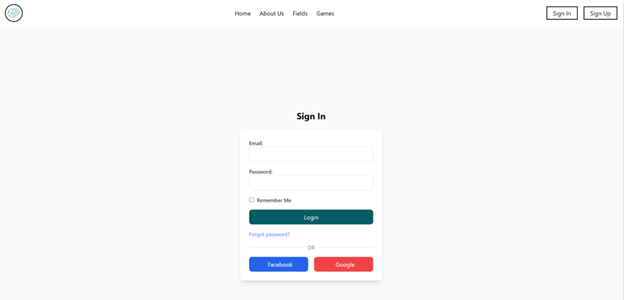 Home About Us Fields Games Sign In Sign Up
Sign In
Email:
Password:
Remember Me
Login
Forgot password?
OR
Facebook Google